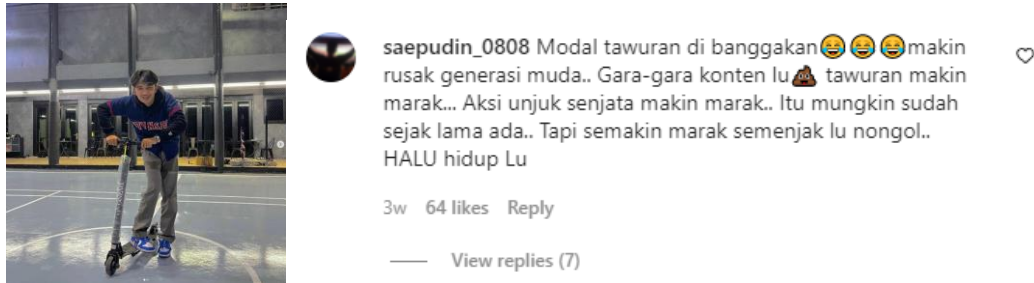 saepudin_0808 Modal tawuran di banggakan😂😂😂makin
rusak generasi muda.. Gara-gara konten lu💩 tawuran makin
marak... Aksi unjuk senjata makin marak.. Itu mungkin sudah
sejak lama ada.. Tapi semakin marak semenjak lu nongol..
HALU hidup Lu
3w 64 likes Reply
View replies (7)